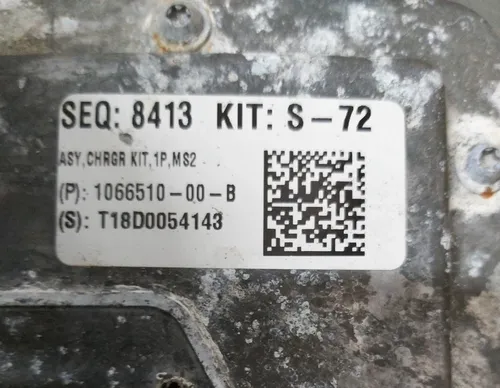 SEQ: 8413 KIT: S-72
ASY,CHRGR KIT,1P,MS2
(P): 1066510-00-B
(S): T18D0054143